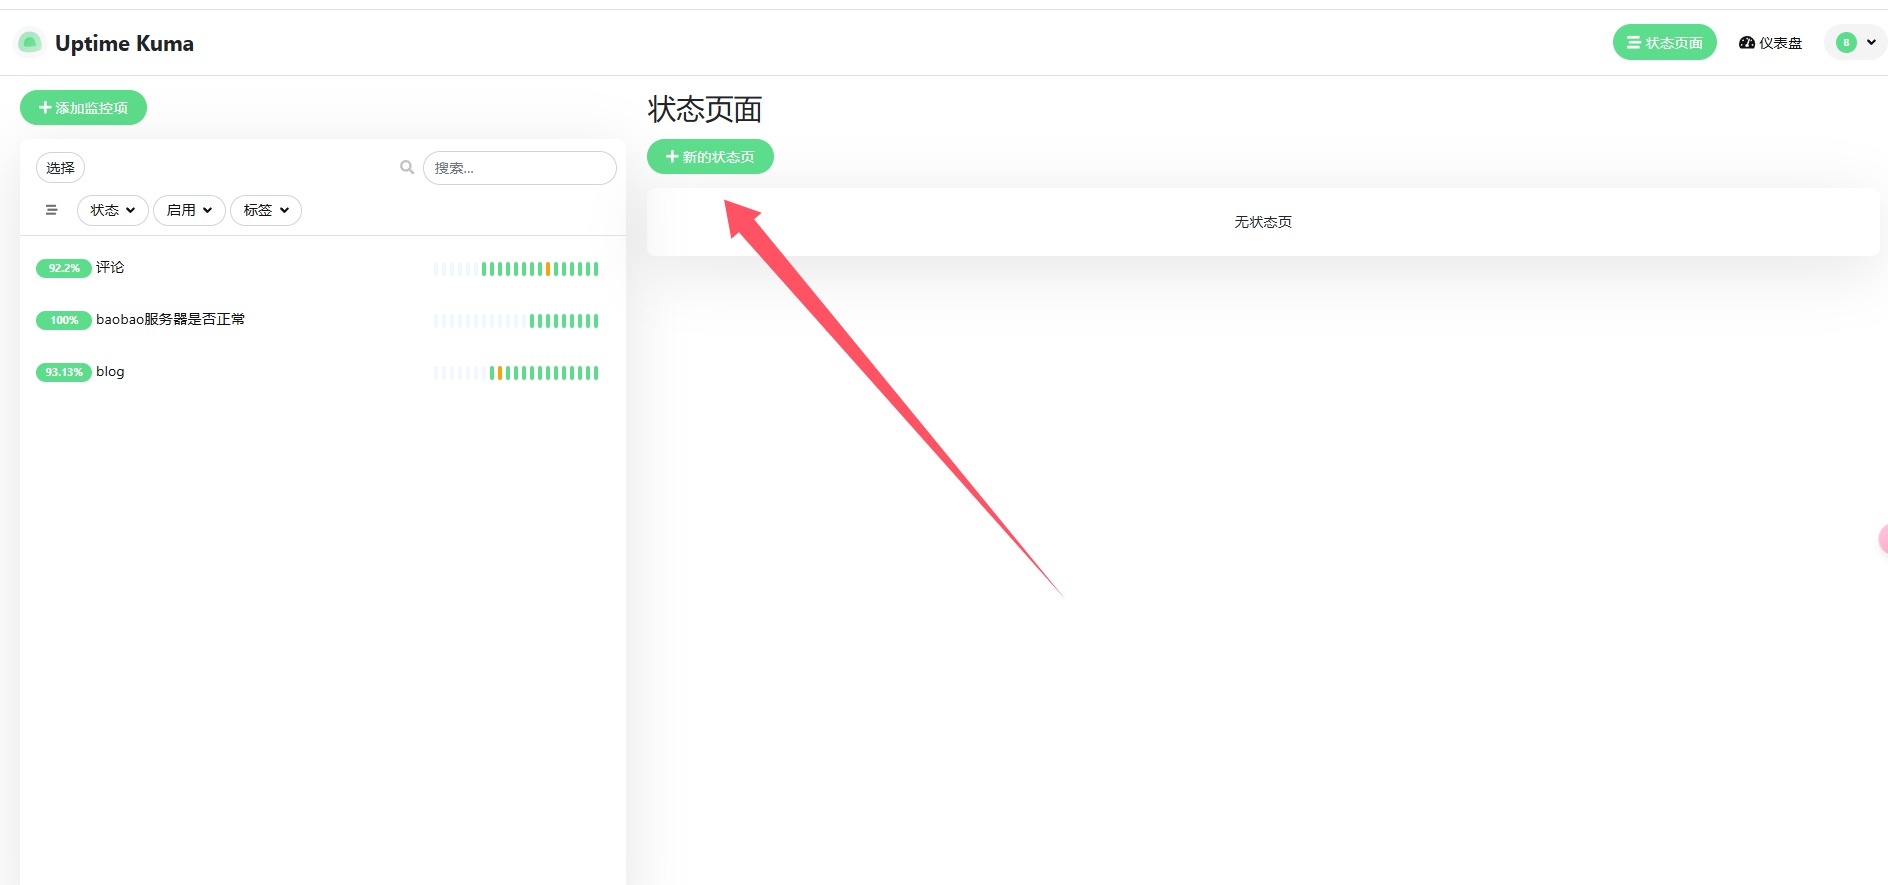 Uptime Kuma
状态页面
仪表盘
B
添加监控项
选择
搜索...
状态
启用
标签
92.2% 评论
100% baobao服务器是否正常
93.13% blog
状态页面
新的状态页
无状态页